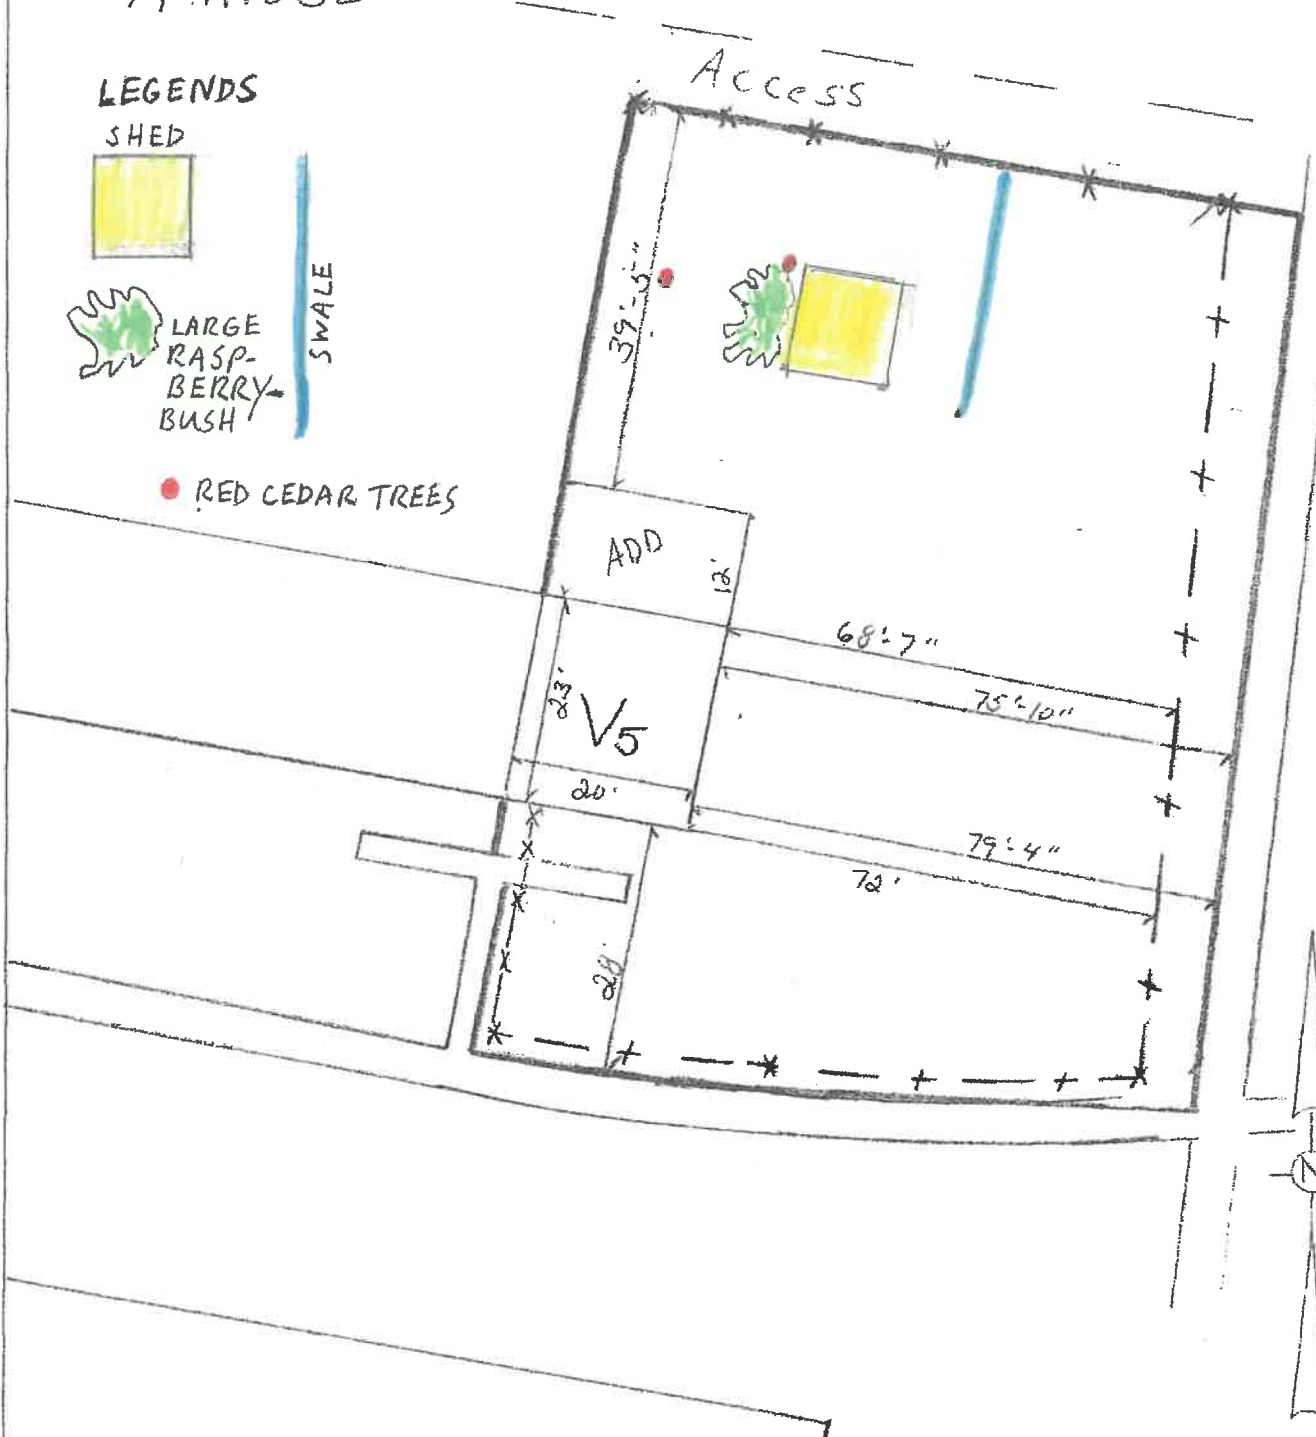 LEGENDS
SHED
SWALE
LARGE
RASP-
BERRY-
BUSH
RED CEDAR TREES
Access
39'-5"
ADD
12'
68'-7"
75'-10"
23'
V5
20'
79'-4"
72'
28'
7